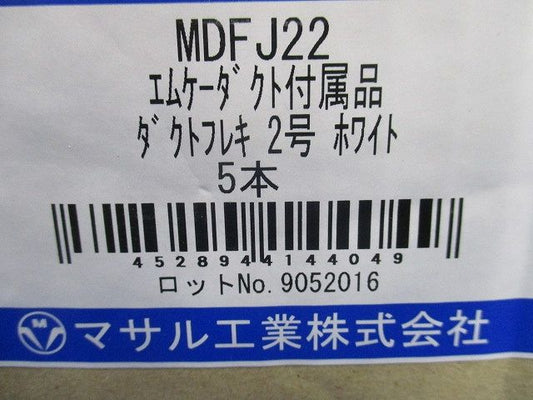 MDFJ22
エムケーダクト付属品
ダクトフレキ 2号 ホワイト
5本
4528944144049
ロットNo. 9052016
M マサル工業株式会社